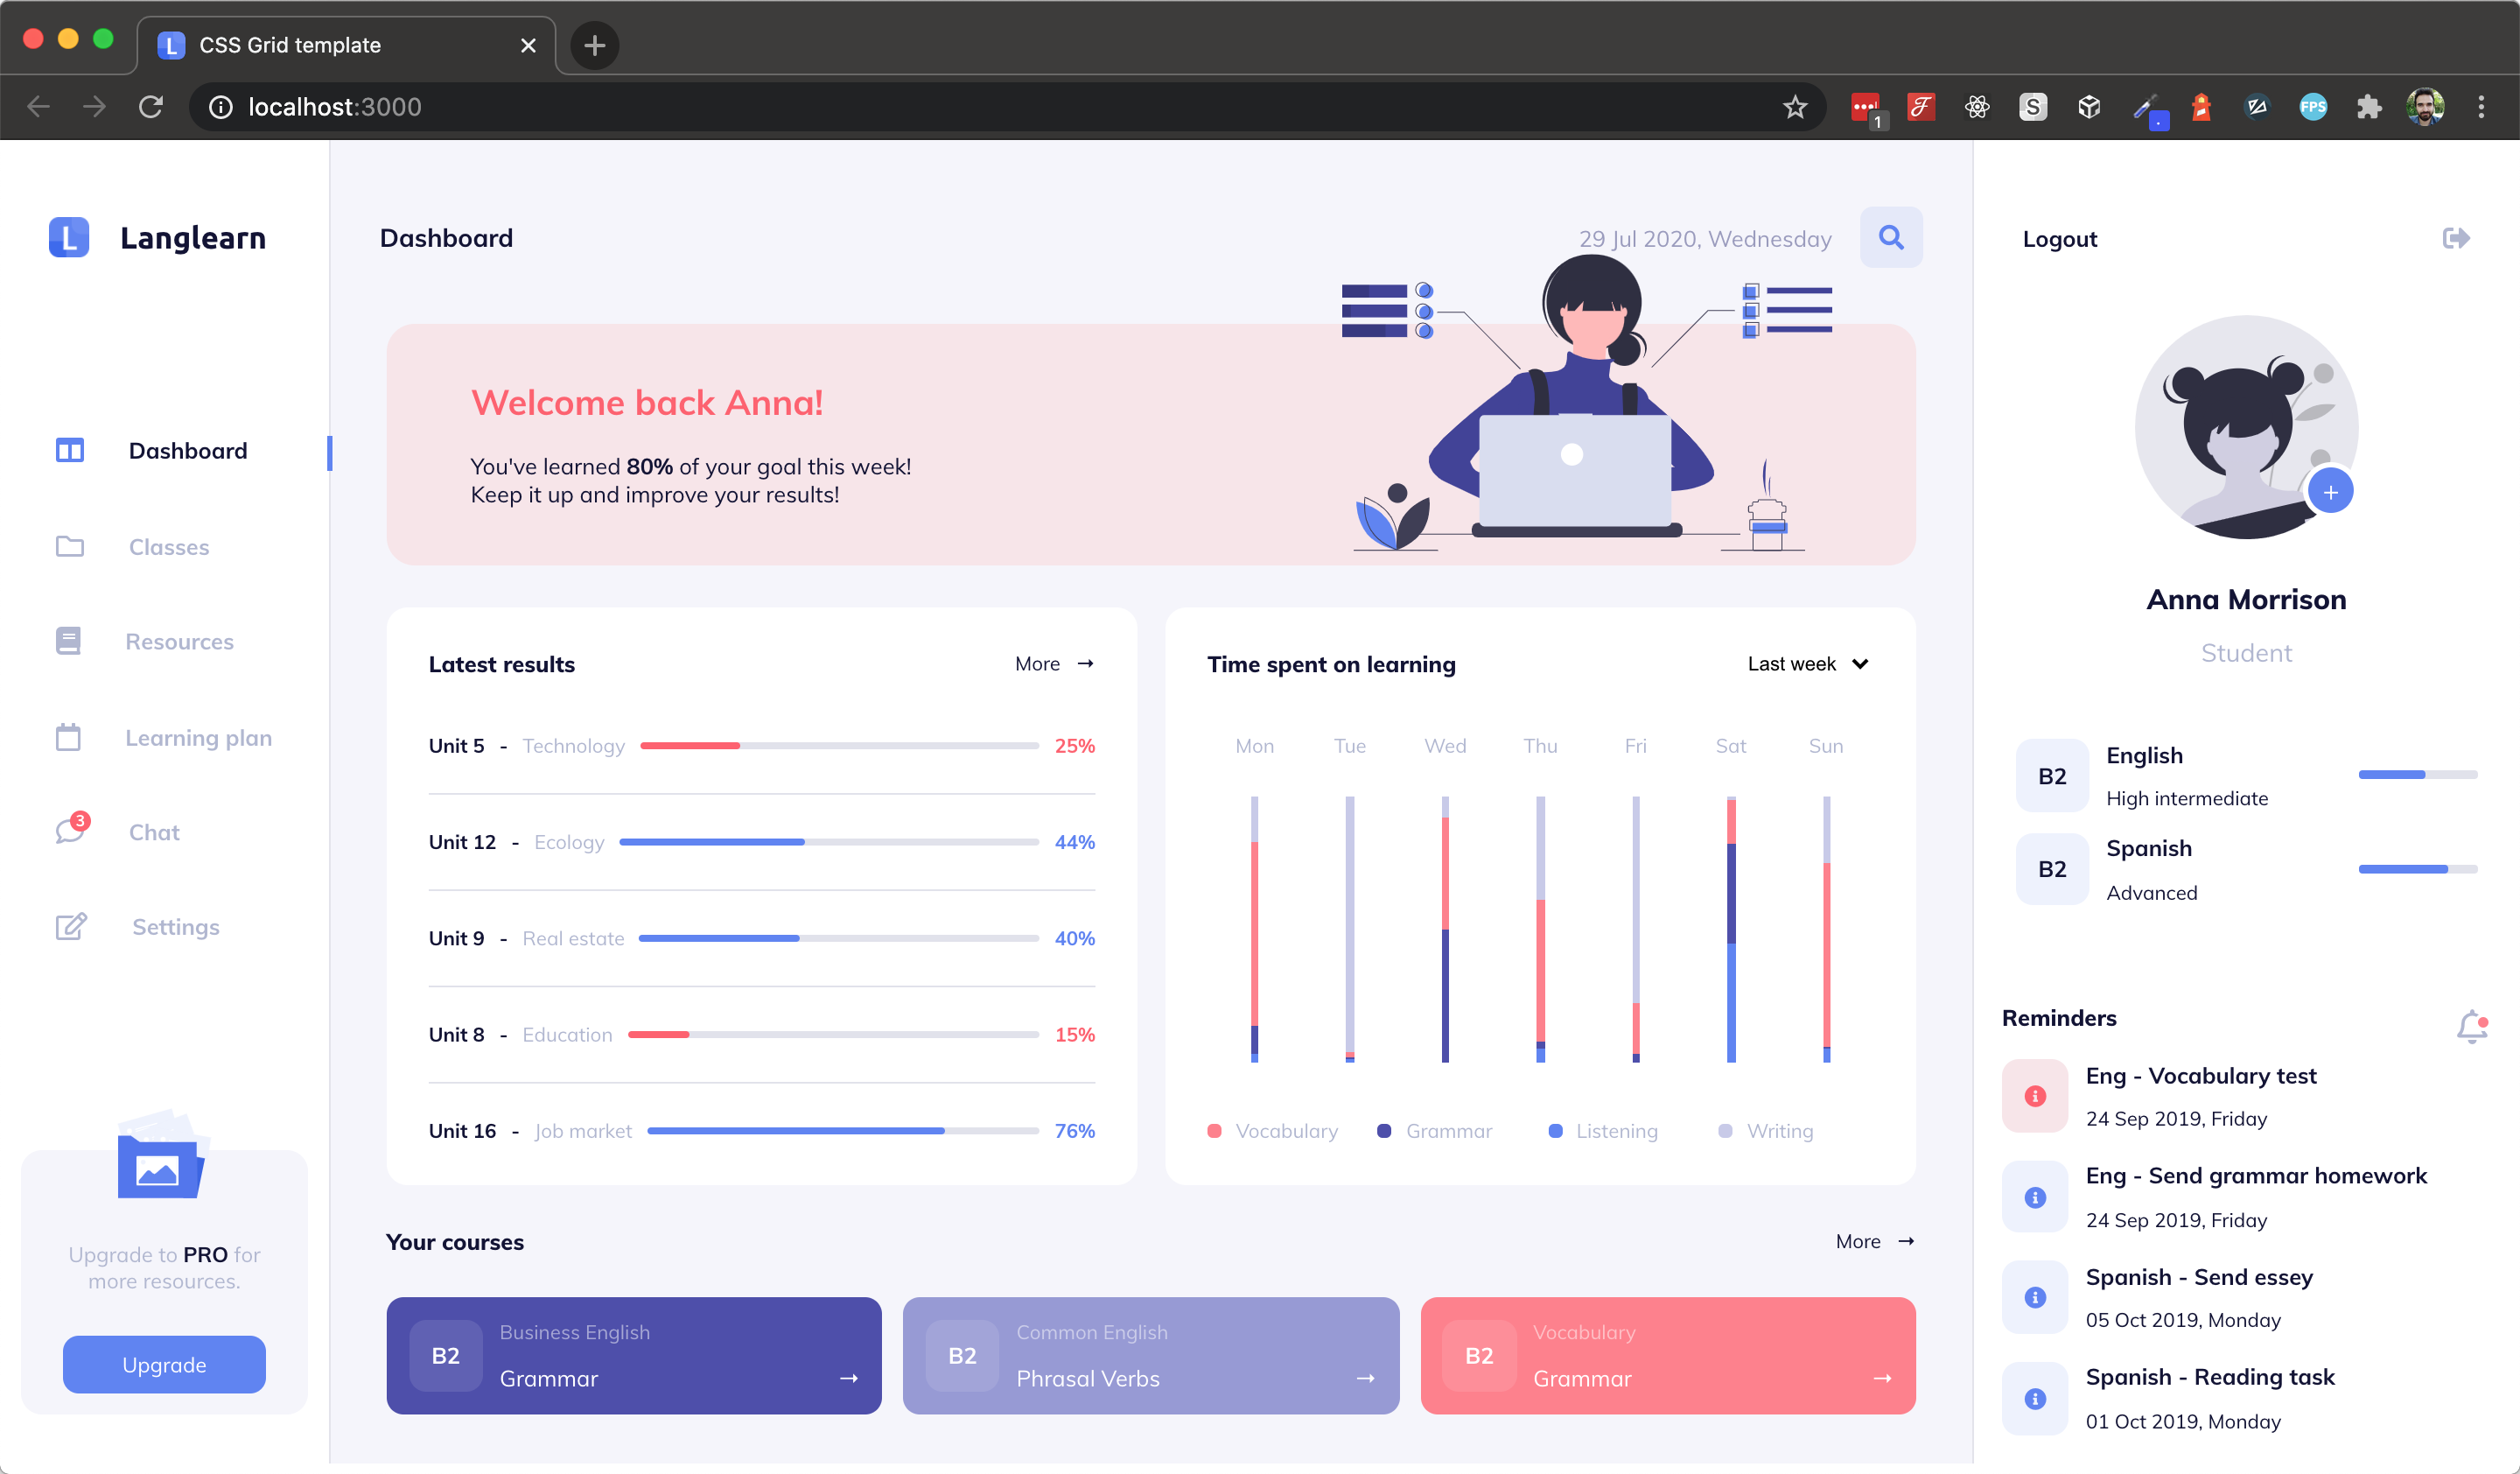 CSS Grid template
localhost:3000
1
FPS
L Langlearn
Dashboard
Classes
Resources
Learning plan
3
Chat
Settings
Upgrade to PRO for
more resources.
Upgrade
Dashboard
29 Jul 2020, Wednesday
Welcome back Anna!
You've learned 80% of your goal this week!
Keep it up and improve your results!
Latest results More →
Unit 5 - Technology 25%
Unit 12 - Ecology 44%
Unit 9 - Real estate 40%
Unit 8 - Education 15%
Unit 16 - Job market 76%
Time spent on learning Last week
Mon Tue Wed Thu Fri Sat Sun
Vocabulary Grammar Listening Writing
Your courses More →
B2 Business English
Grammar →
B2 Common English
Phrasal Verbs →
B2 Vocabulary
Grammar →
Logout
+
Anna Morrison
Student
B2 English
High intermediate
B2 Spanish
Advanced
Reminders
Eng - Vocabulary test
24 Sep 2019, Friday
Eng - Send grammar homework
24 Sep 2019, Friday
Spanish - Send essey
05 Oct 2019, Monday
Spanish - Reading task
01 Oct 2019, Monday